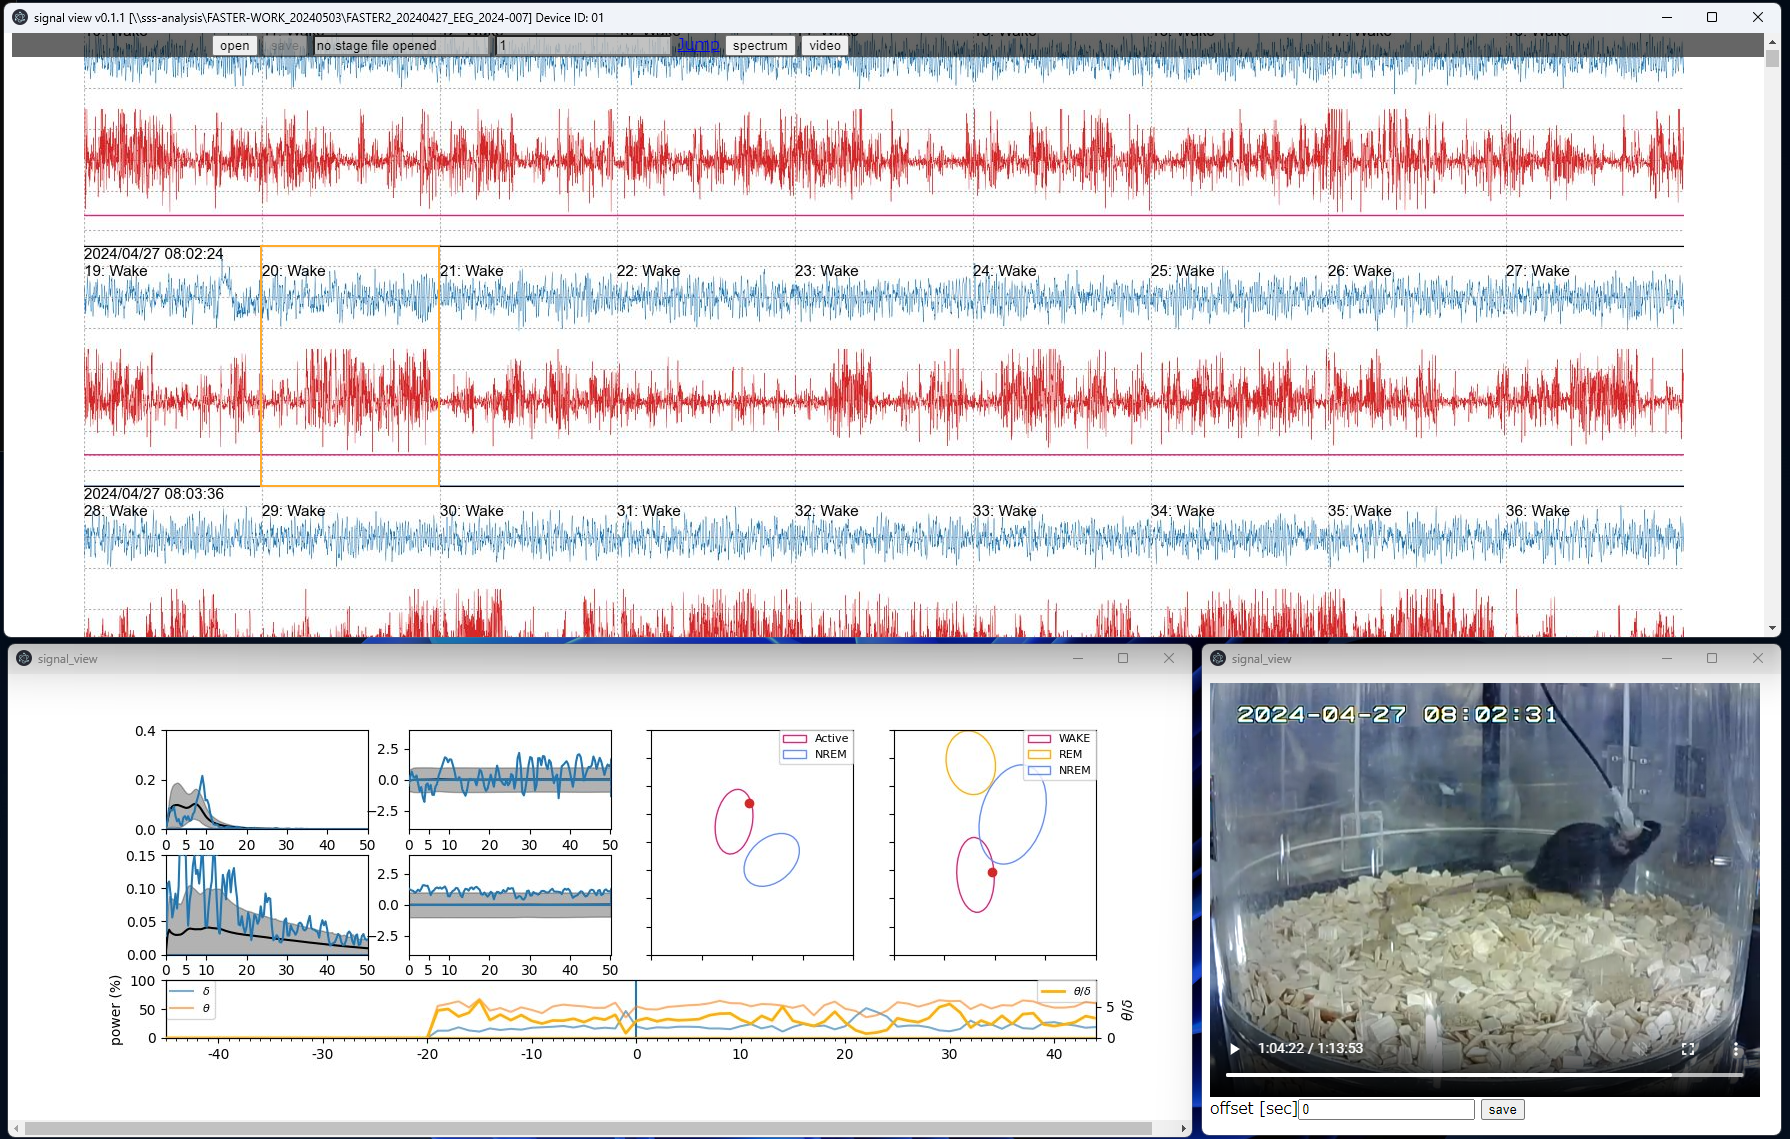 signal view v0.1.1 [\\sss-analysis\FASTER-WORK_20240503\FASTER2_20240427_EEG_2024-007] Device ID: 01
open save no stage file opened 1 Jump spectrum video
2024/04/27 08:02:24
19: Wake 20: Wake 21: Wake 22: Wake 23: Wake 24: Wake 25: Wake 26: Wake 27: Wake
2024/04/27 08:03:36
28: Wake 29: Wake 30: Wake 31: Wake 32: Wake 33: Wake 34: Wake 35: Wake 36: Wake
signal_view
0.4
0.2
0.0
0 5 10 20 30 40 50
2.5
0.0
−2.5
0 5 10 20 30 40 50
Active
NREM
WAKE
REM
NREM
0.15
0.10
0.05
0.00
0 5 10 20 30 40 50
2.5
0.0
−2.5
0 5 10 20 30 40 50
power (%)
100
50
0
δ
θ
θ/δ
5
0
θ/δ
-40 -30 -20 -10 0 10 20 30 40
signal_view
2024-04-27 08:02:31
1:04:22 / 1:13:53
offset [sec] 0 save